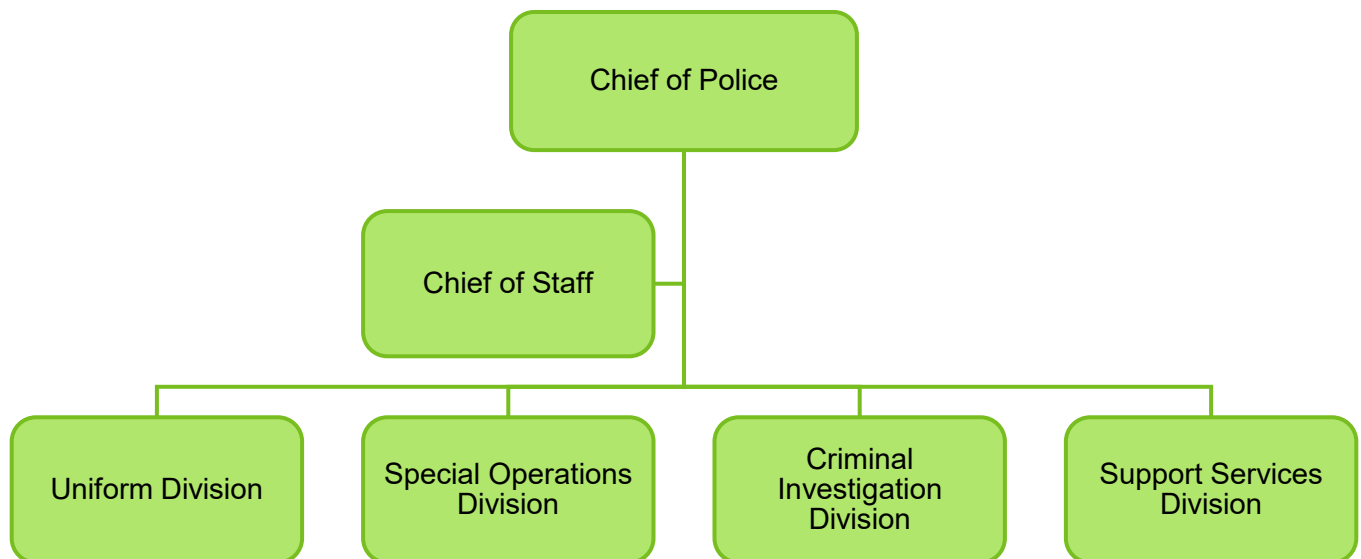 Chief of Police
Chief of Staff
Uniform Division
Special Operations
Division
Criminal
Investigation
Division
Support Services
Division